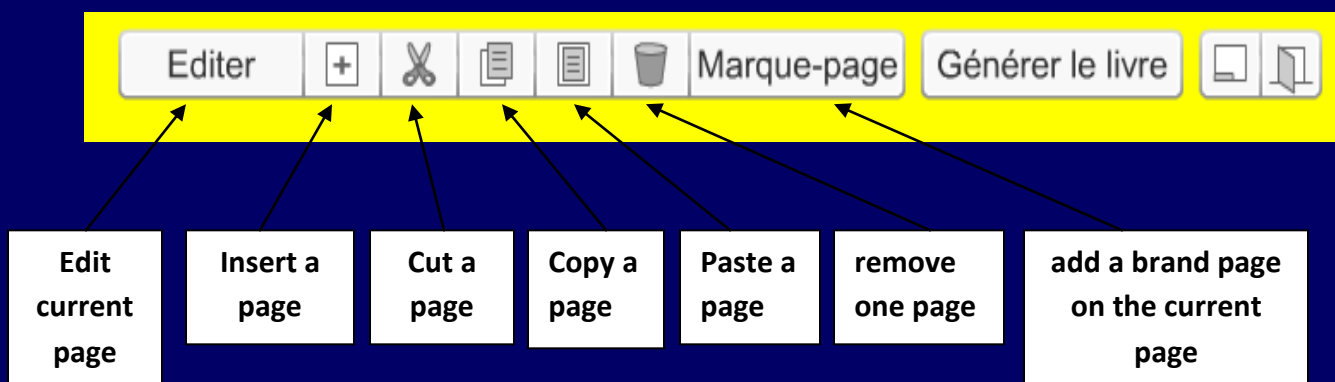 Editer Marque-page Générer le livre
Edit
current
page
Insert a
page
Cut a
page
Copy a
page
Paste a
page
remove
one page
add a brand page
on the current
page